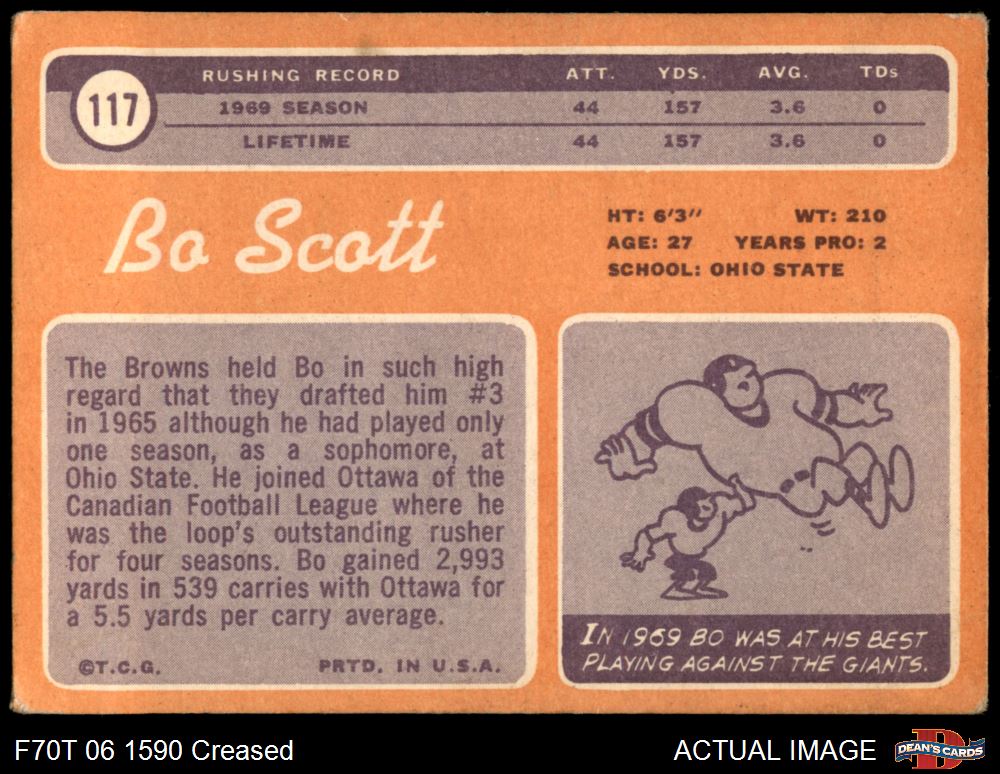 117
RUSHING RECORD ATT. YDS. AVG. TDs
1969 SEASON 44 157 3.6 0
LIFETIME 44 157 3.6 0
Bo Scott
HT: 6'3" WT: 210
AGE: 27 YEARS PRO: 2
SCHOOL: OHIO STATE
The Browns held Bo in such high
regard that they drafted him #3
in 1965 although he had played only
one season, as a sophomore, at
Ohio State. He joined Ottawa of the
Canadian Football League where he
was the loop's outstanding rusher
for four seasons. Bo gained 2,993
yards in 539 carries with Ottawa for
a 5.5 yards per carry average.
©T.C.G. PRTD. IN U.S.A.
IN 1969 BO WAS AT HIS BEST
PLAYING AGAINST THE GIANTS.
F70T 06 1590 Creased ACTUAL IMAGE
D
DEAN'S CARDS